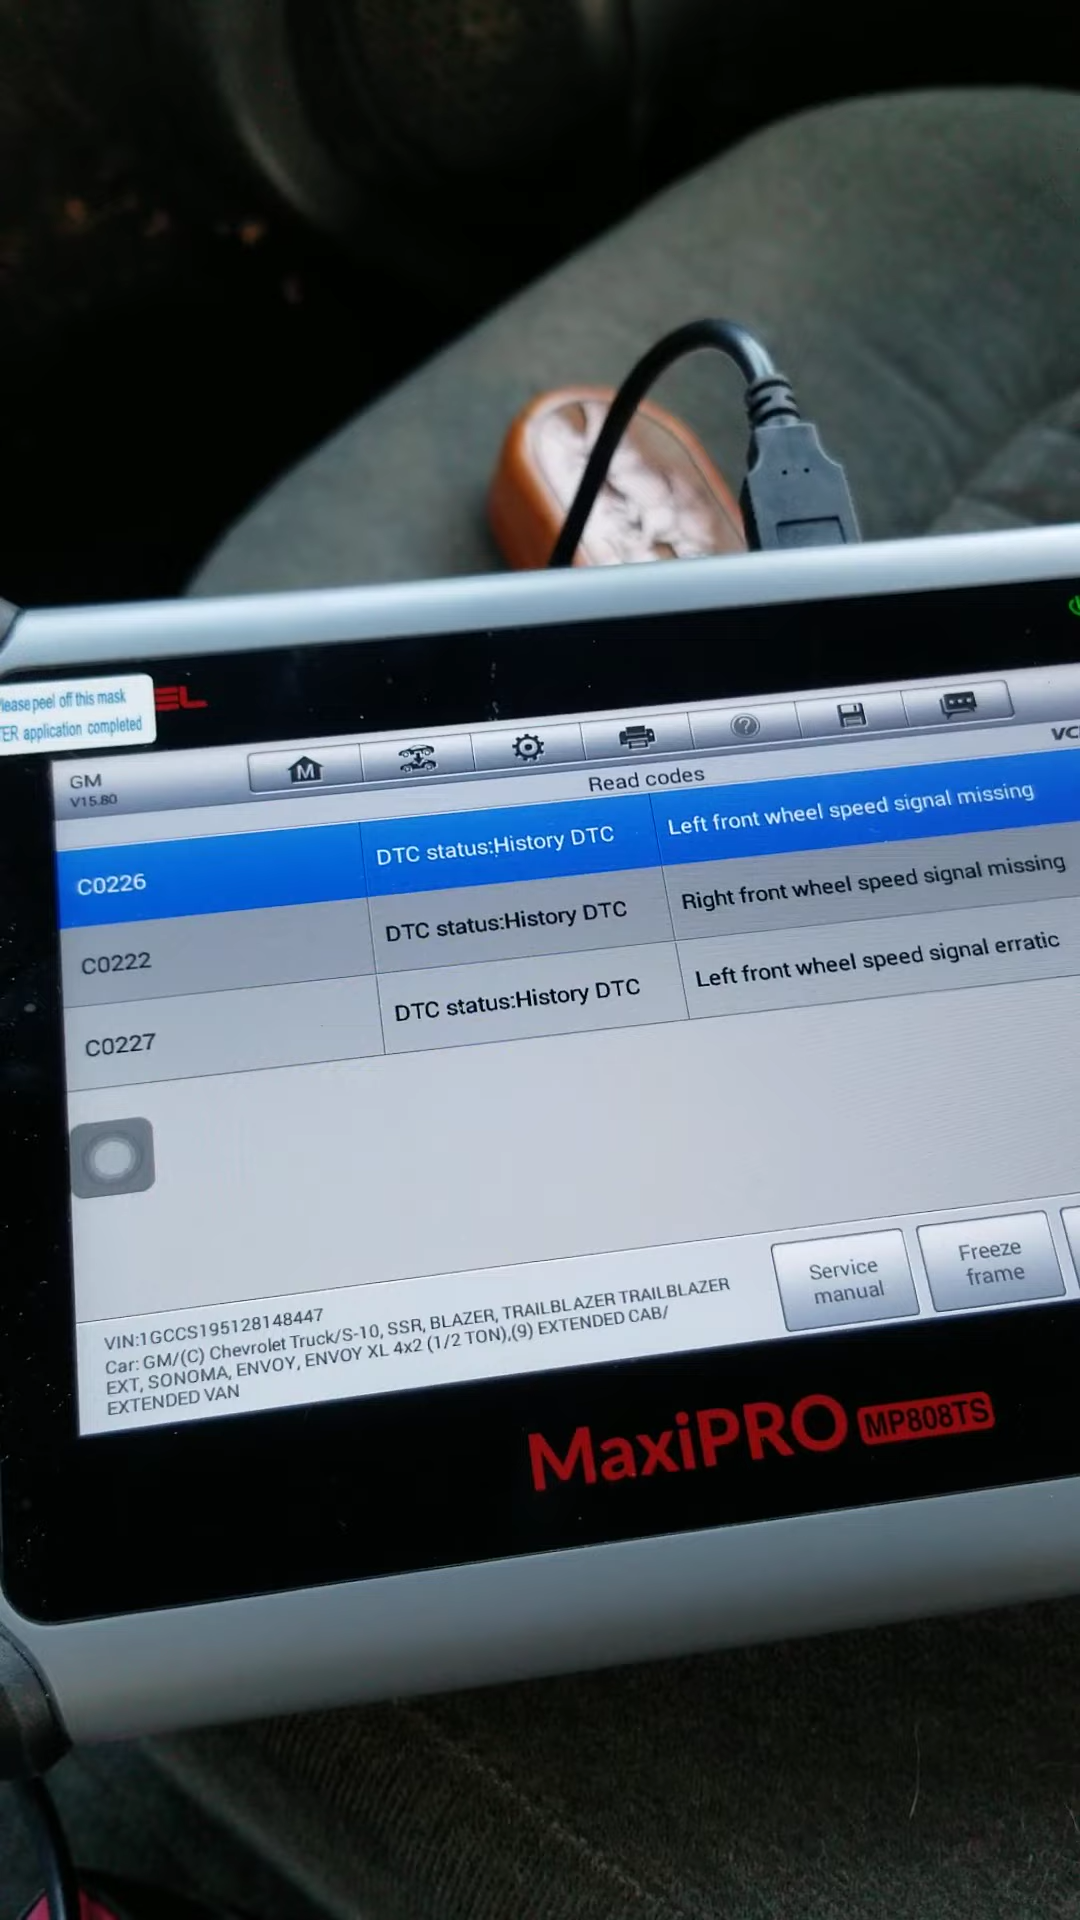 lease peel off this mask
TER application completed
EL
GM
V15.80
M
VC
Read codes
C0226 DTC status:History DTC Left front wheel speed signal missing
C0222 DTC status:History DTC Right front wheel speed signal missing
C0227 DTC status:History DTC Left front wheel speed signal erratic
VIN:1GCCS195128148447
Car: GM/(C) Chevrolet Truck/S-10, SSR, BLAZER, TRAILBLAZER TRAILBLAZER
EXT, SONOMA, ENVOY, ENVOY XL 4x2 (1/2 TON),(9) EXTENDED CAB/
EXTENDED VAN
Service
manual
Freeze
frame
MaxiPRO MP808TS